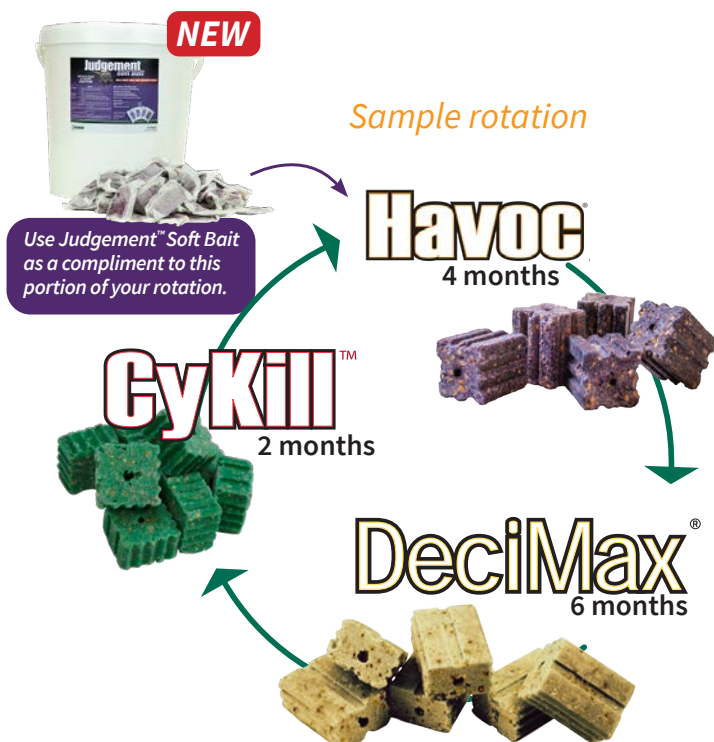 NEW
Judgement
Sample rotation
Use Judgement™ Soft Bait
as a compliment to this
portion of your rotation.
Havoc®
4 months
CyKill™
2 months
DeciMax®
6 months